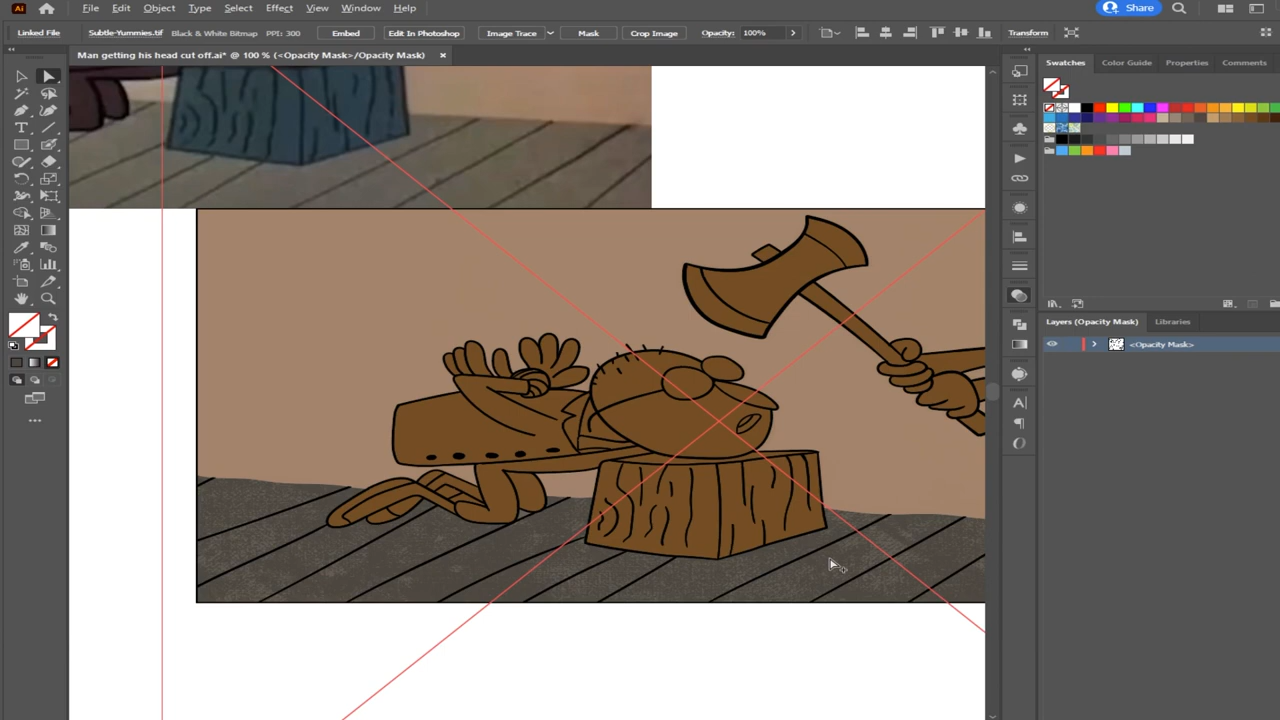 Ai File Edit Object Type Select Effect View Window Help Share
Linked File Subtle-Yummies.tif Black & White Bitmap PPI: 300 Embed Edit In Photoshop Image Trace Mask Crop Image Opacity: 100% Transform
Man getting his head cut off.ai* @ 100 % (<Opacity Mask>/Opacity Mask) ×
Swatches Color Guide Properties Comments
Layers (Opacity Mask) Libraries
<Opacity Mask>